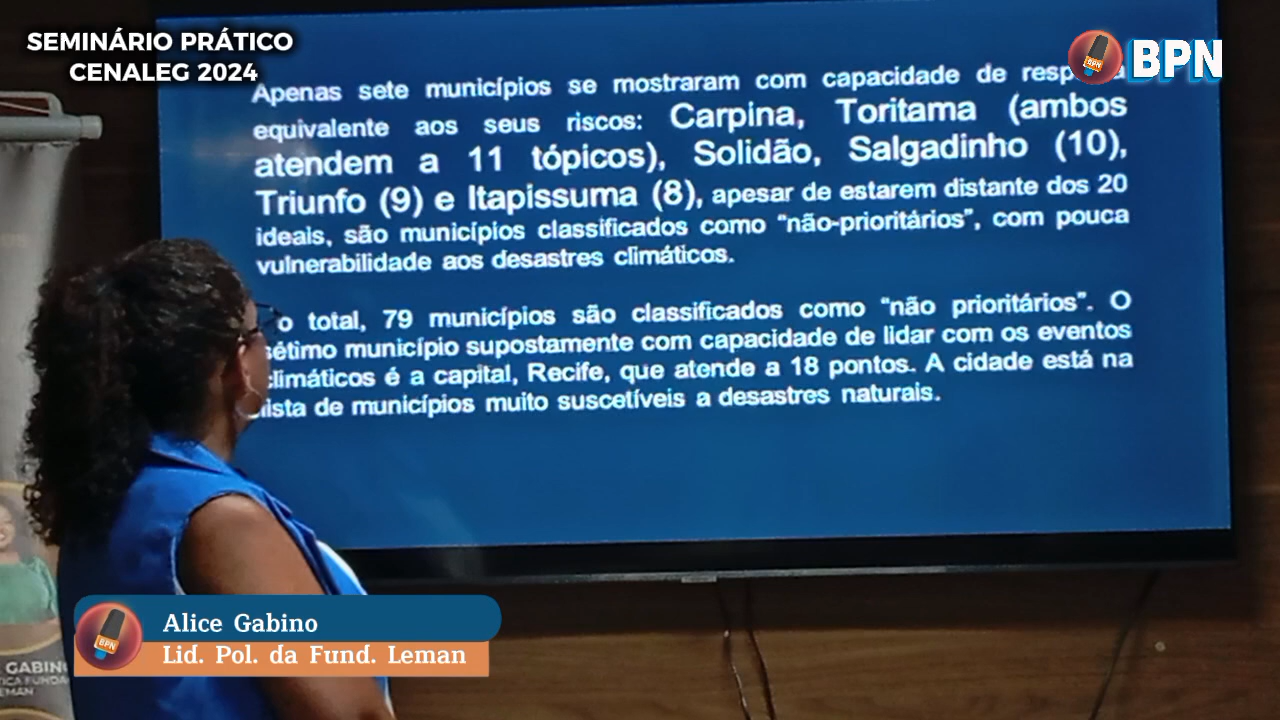 SEMINÁRIO PRÁTICO
CENALEG 2024
BPN
Apenas sete municípios se mostraram com capacidade de
equivalente aos seus riscos: Carpina, Toritama (ambos
atendem a 11 tópicos), Solidão, Salgadinho (10),
Triunfo (9) e Itapissuma (8), apesar de estarem distante dos 20
ideais, são municípios classificados como “não-prioritários”, com pouca
vulnerabilidade aos desastres climáticos.
o total, 79 municípios são classificados como “não prioritários”. O
sétimo município supostamente com capacidade de lidar com os eventos
climáticos é a capital, Recife, que atende a 18 pontos. A cidade está na
lista de municípios muito suscetíveis a desastres naturais.
BPN
Alice Gabino
Lid. Pol. da Fund. Leman
GABIN